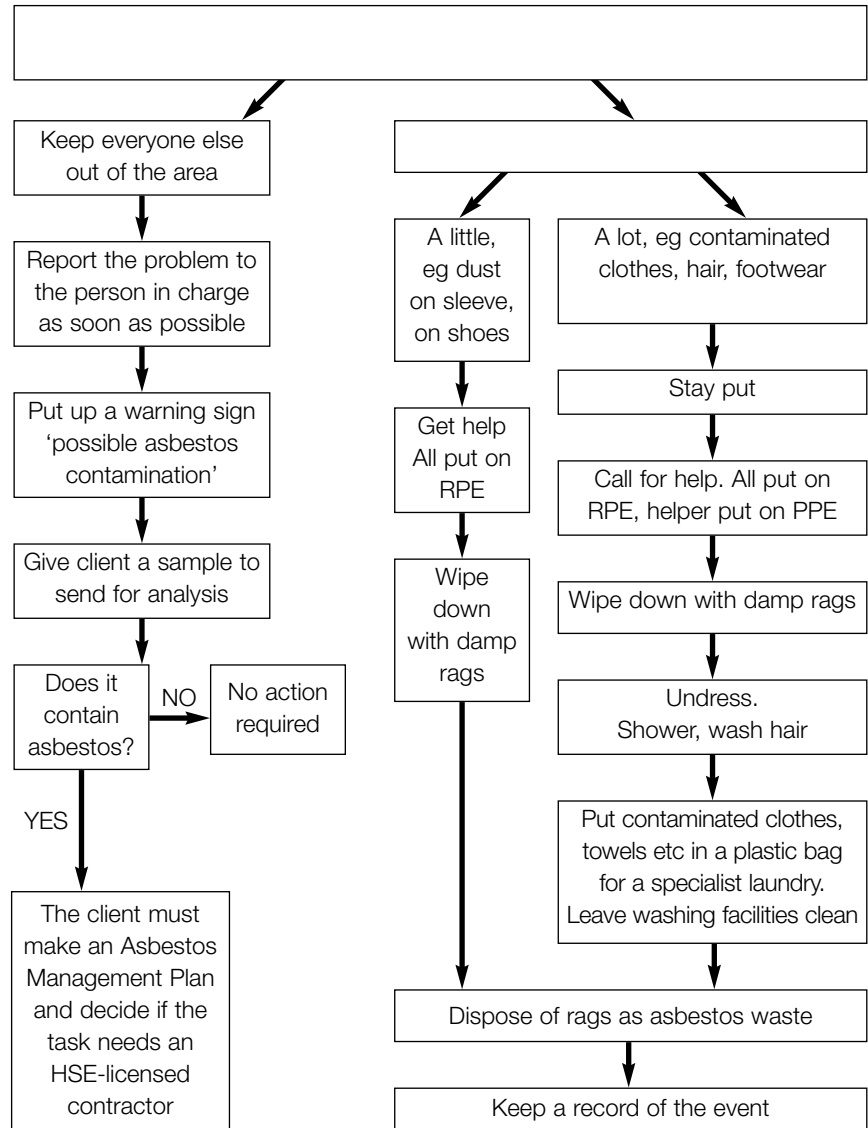 Keep everyone else
out of the area
Report the problem to
the person in charge
as soon as possible
Put up a warning sign
‘possible asbestos
contamination’
Give client a sample to
send for analysis
Does it
contain
asbestos?
NO
No action
required
YES
The client must
make an Asbestos
Management Plan
and decide if the
task needs an
HSE-licensed
contractor
A little,
eg dust
on sleeve,
on shoes
Get help
All put on
RPE
Wipe
down
with damp
rags
A lot, eg contaminated
clothes, hair, footwear
Stay put
Call for help. All put on
RPE, helper put on PPE
Wipe down with damp rags
Undress.
Shower, wash hair
Put contaminated clothes,
towels etc in a plastic bag
for a specialist laundry.
Leave washing facilities clean
Dispose of rags as asbestos waste
Keep a record of the event